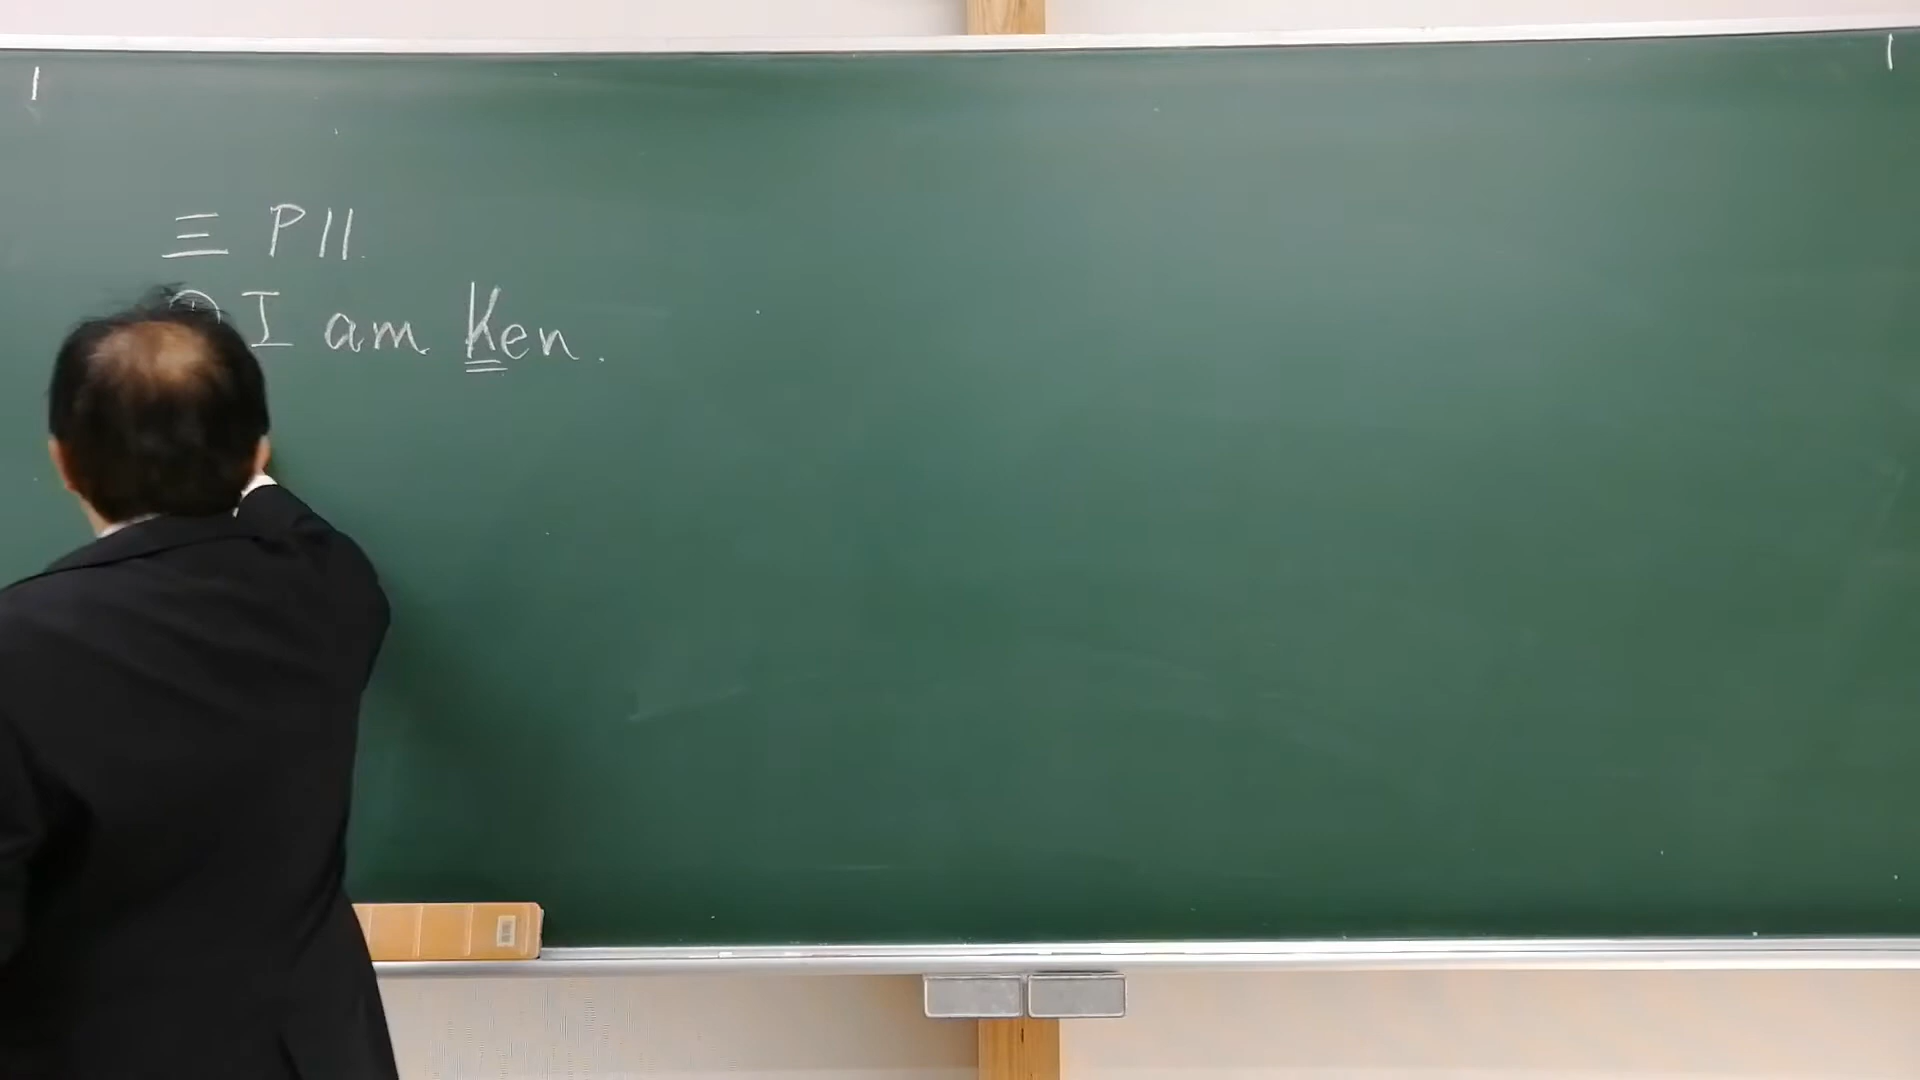 三 P11.
I am Ken.